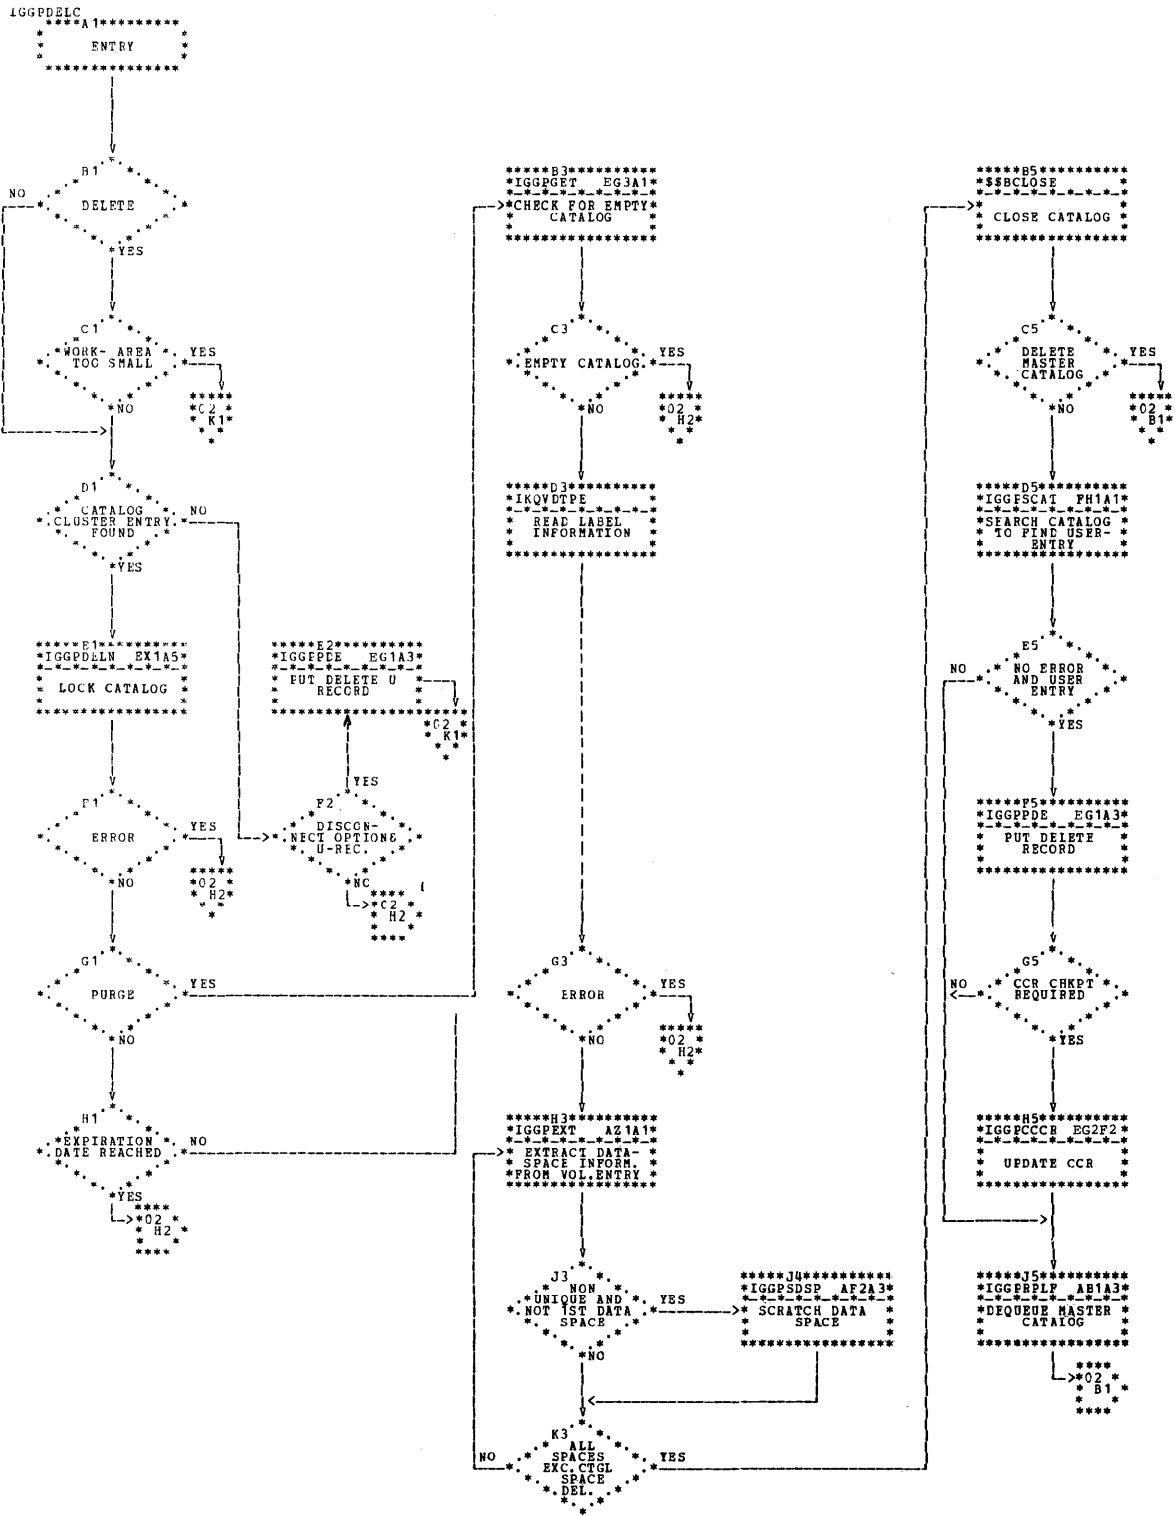 IGGPDELC
A1
ENTRY
B1
NO
DELETE
YES
C1
WORK- AREA
TOO SMALL
YES
NO
02
K1
D1
CATALOG
CLUSTER ENTRY
FOUND
NO
YES
E1
IGGPDELN EX1A5
LOCK CATALOG
E2
IGGPPDE EG1A3
PUT DELETE U
RECORD
02
K1
F1
ERROR
YES
NO
02
H2
YES
F2
DISCON-
NECT OPTION&
U-REC.
NO
02
H2
G1
PURGE
YES
NO
H1
EXPIRATION
DATE REACHED
NO
YES
02
H2
B3
IGGPGET EG3A1
CHECK FOR EMPTY
CATALOG
C3
EMPTY CATALOG
YES
NO
02
H2
D3
IKQVDTPE
READ LABEL
INFORMATION
G3
ERROR
YES
NO
02
H2
H3
IGGPEXT AZ1A1
EXTRACT DATA-
SPACE INFORM.
FROM VOL.ENTRY
J3
NON
UNIQUE AND
NOT 1ST DATA
SPACE
YES
NO
J4
IGGPSDSP AF2A3
SCRATCH DATA
SPACE
K3
ALL
SPACES
EXC.CTGL
SPACE
DEL.
NO
YES
B5
$$BCLOSE
CLOSE CATALOG
C5
DELETE
MASTER
CATALOG
YES
NO
02
B1
D5
IGGPSCAT FH1A1
SEARCH CATALOG
TO FIND USER-
ENTRY
E5
NO
NO ERROR
AND USER
ENTRY
YES
F5
IGGPPDE EG1A3
PUT DELETE
RECORD
G5
NO
CCR CHKPT
REQUIRED
YES
H5
IGGPCCCR EG2F2
UPDATE CCR
J5
IGGPRPLF AB1A3
DEQUEUE MASTER
CATALOG
02
B1